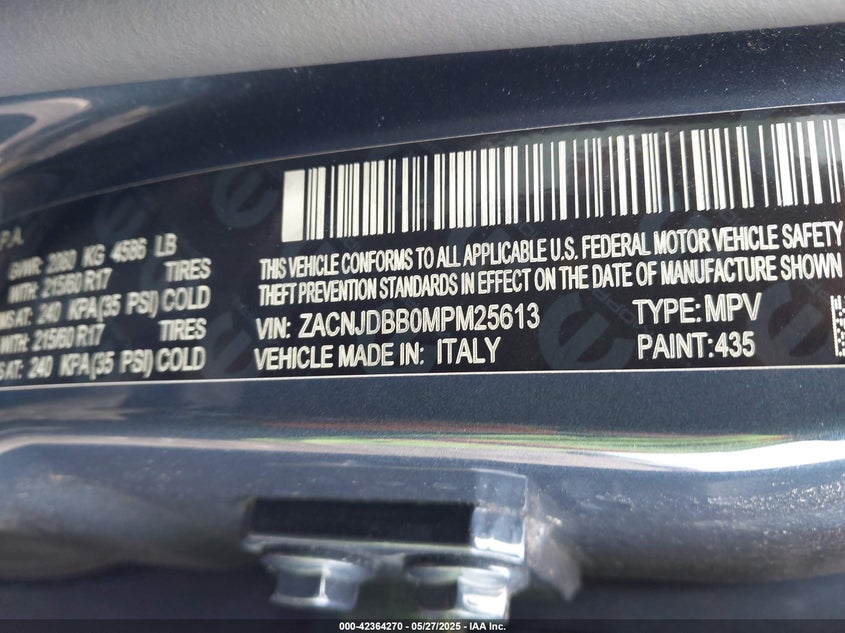 P.A.
GWR: 2080 KG 4586 LB
WITH: 215/60 R17 TIRES
AT: 240 KPA(35 PSI) COLD
WITH: 215/60 R17 TIRES
AT: 240 KPA(35 PSI) COLD
THIS VEHICLE CONFORMS TO ALL APPLICABLE U.S. FEDERAL MOTOR VEHICLE SAFETY
THEFT PREVENTION STANDARDS IN EFFECT ON THE DATE OF MANUFACTURE SHOWN
VIN: ZACNJDBB0MPM25613 TYPE: MPV
VEHICLE MADE IN: ITALY PAINT:435
000-42364270 - 05/27/2025 - IAA Inc.